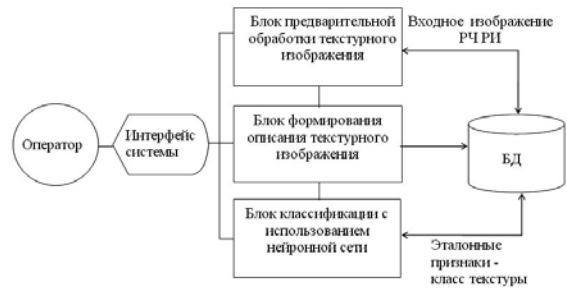 Блок предварительной
обработки текстурного
изображения
Входное изображение
РЧ РИ
Оператор
Интерфейс
системы
Блок формирования
описания текстурного
изображения
БД
Блок классификации с
использованием
нейронной сети
Эталонные
признаки -
класс текстуры